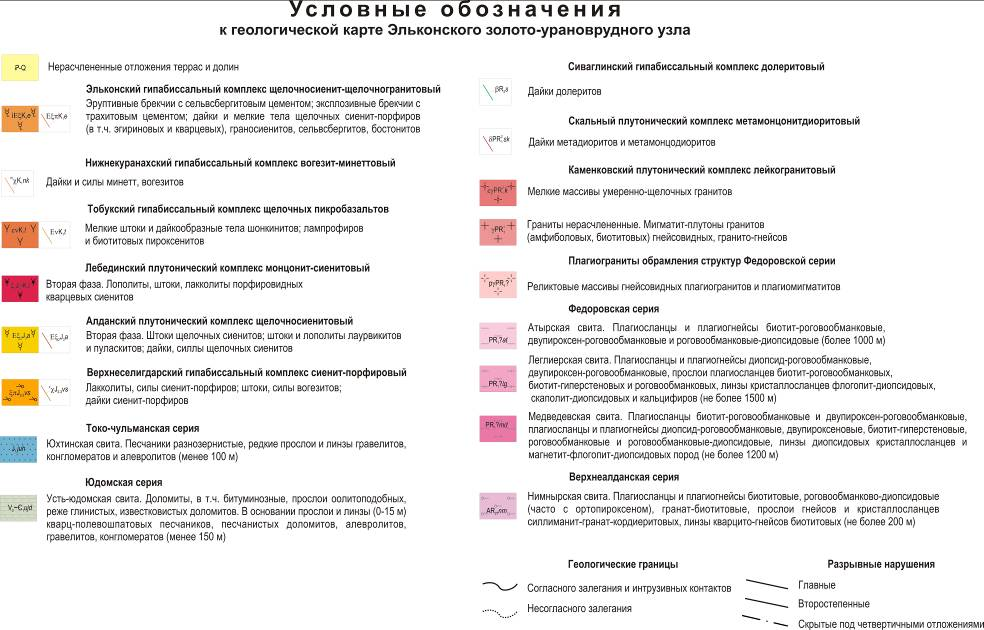 Условные обозначения
к геологической карте Эльконского золото-урановрудного узла
Нерасчлененные отложения террас и долин
Эльконский гипабиссальный комплекс щелочносиенит-щелочногранитовый
Эруптивные брекчии с сельвсбергитовым цементом; эксплозивные брекчии с
трахитовым цементом; дайки и мелкие тела щелочных сиенит-порфиров
(в т.ч. эгириновых и кварцевых), граносиенитов, сельвсбергитов, бостонитов
Нижнекуранахский гипабиссальный комплекс вогезит-минеттовый
Дайки и силы минетт, вогезитов
Тобукский гипабиссальный комплекс щелочных пикробазальтов
Мелкие штоки и дайкообразные тела шонкинитов; лампрофиров
и биотитовых пироксенитов
Лебединский плутонический комплекс монцонит-сиенитовый
Вторая фаза. Лополиты, штоки, лакколиты порфировидных
кварцевых сиенитов
Алданский плутонический комплекс щелочносиенитовый
Вторая фаза. Штоки щелочных сиенитов; штоки и лополиты лаурвикитов
и пуласкитов; дайки, силлы щелочных сиенитов
Верхнеселигдарский гипабиссальный комплекс сиенит-порфировый
Лакколиты, силы сиенит-порфиров; штоки, силы вогезитов;
дайки сиенит-порфиров
Токо-чульманская серия
Юхтинская свита. Песчаники разнозернистые, редкие прослои и линзы гравелитов,
конгломератов и алевролитов (менее 100 м)
Юдомская серия
Усть-юдомская свита. Доломиты, в т.ч. битуминозные, прослои оолитоподобных,
реже глинистых, известковистых доломитов. В основании прослои и линзы (0-15 м)
кварц-полевошпатовых песчаников, песчанистых доломитов, алевролитов,
гравелитов, конгломератов (менее 150 м)
Сиваглинский гипабиссальный комплекс долеритовый
Дайки долеритов
Скальный плутонический комплекс метамонцонитдиоритовый
Дайки метадиоритов и метамонцодиоритов
Каменковский плутонический комплекс лейкогранитовый
Мелкие массивы умеренно-щелочных гранитов
Граниты нерасчлененные. Мигматит-плутоны гранитов
(амфиболовых, биотитовых) гнейсовидных, гранито-гнейсов
Плагиограниты обрамления структур Федоровской серии
Реликтовые массивы гнейсовидных плагиогранитов и плагиомигматитов
Федоровская серия
Атырская свита. Плагиосланцы и плагиогнейсы биотит-роговообманковые,
двупироксен-роговообманковые и роговообманковые-диопсидовые (более 1000 м)
Леглиерская свита. Плагиосланцы и плагиогнейсы диопсид-роговообманковые,
двупироксен-роговообманковые, прослои плагиосланцев биотит-роговообманковых,
биотит-гиперстеновых и роговообманковых, линзы кристаллосланцев флогопит-диопсидовых,
скаполит-диопсидовых и кальцифиров (не более 1500 м)
Медведевская свита. Плагиосланцы биотит-роговообманковые и двупироксен-роговообманковые,
плагиосланцы и плагиогнейсы диопсид-роговообманковые, двупироксеновые, биотит-гиперстеновые,
роговообманковые и роговообманковые-диопсидовые, линзы диопсидовых кристаллосланцев и
магнетит-флогопит-диопсидовых пород (не более 1200 м)
Верхнеалданская серия
Нимнырская свита. Плагиосланцы и плагиогнейсы биотитовые, роговообманково-диопсидовые
(часто с ортопироксеном), гранат-биотитовые, прослои гнейсов и кристаллосланцев
силлиманит-гранат-кордиеритовых, линзы кварцито-гнейсов биотитовых (не более 200 м)
Геологические границы
Согласного залегания и интрузивных контактов
Несогласного залегания
Разрывные нарушения
Главные
Второстепенные
Скрытые под четвертичными отложениями